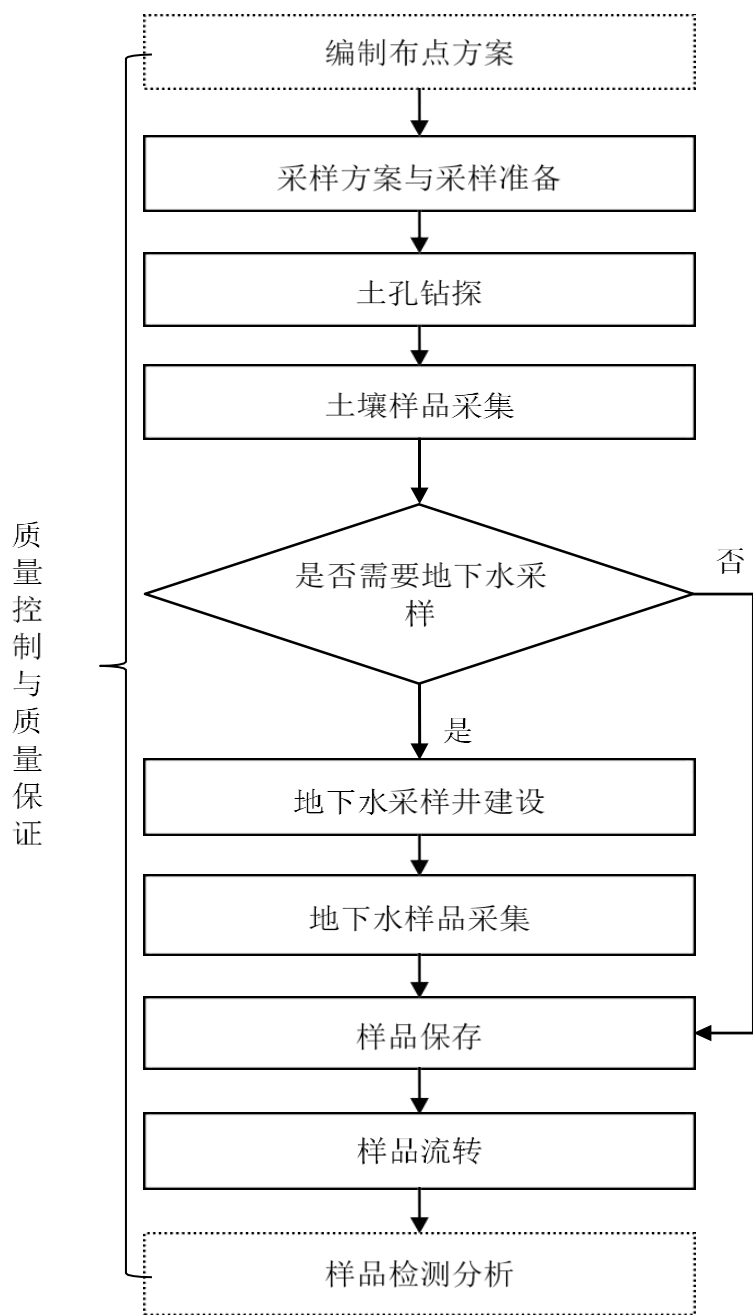 编制布点方案
采样方案与采样准备
土孔钻探
土壤样品采集
是否需要地下水采
样
否
是
地下水采样井建设
地下水样品采集
样品保存
样品流转
样品检测分析
质量控制与质量保证